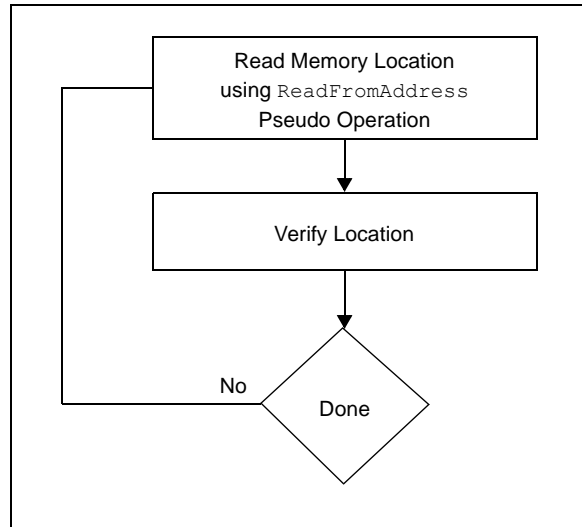 Read Memory Location
using ReadFromAddress
Pseudo Operation
Verify Location
No
Done